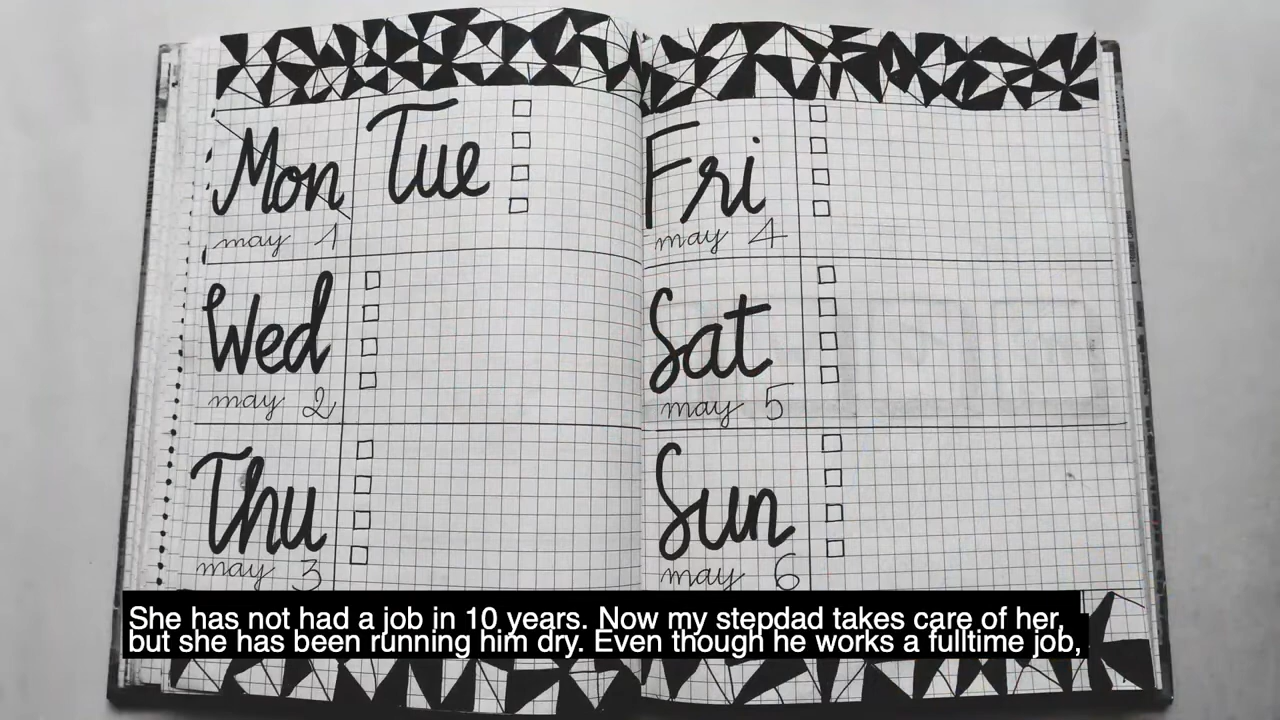 Mon Tue
may 1
Wed
may 2
Thu
may 3
Fri
may 4
Sat
may 5
Sun
may 6
She has not had a job in 10 years. Now my stepdad takes care of her,
but she has been running him dry. Even though he works a fulltime job,